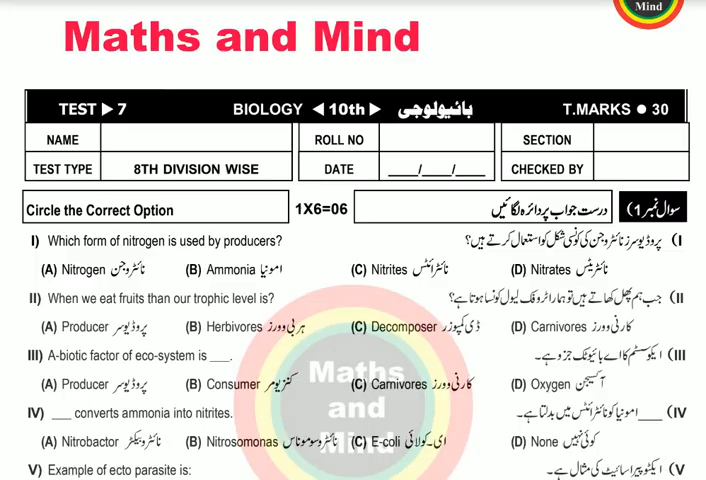 Mind
Maths and Mind
TEST ▶ 7 BIOLOGY ◀ 10th ▶ بائیولوجی T.MARKS ● 30
NAME ROLL NO SECTION
TEST TYPE 8TH DIVISION WISE DATE ____/____/____ CHECKED BY
Circle the Correct Option 1X6=06 درست جواب پر دائرہ لگائیں سوال نمبر 1)
I) Which form of nitrogen is used by producers? پروڈیوسرز نائٹروجن کی کونسی شکل کو استعمال کرتے ہیں؟ (I
(A) Nitrogen نائٹروجن (B) Ammonia امونیا (C) Nitrites نائٹرائٹس (D) Nitrates نائٹریٹس
II) When we eat fruits than our trophic level is? جب ہم پھل کھاتے ہیں تو ہمارا ٹروفک لیول کونسا ہوتا ہے؟ (II
(A) Producer پروڈیوسر (B) Herbivores ہربی وورز (C) Decomposer ڈی کمپوزر (D) Carnivores کارنی وورز
III) A-biotic factor of eco-system is ___. ایکوسسٹم کا اے بائیوٹک جزو ہے۔ (III
(A) Producer پروڈیوسر (B) Consumer کنزیومر (C) Carnivores کارنی وورز (D) Oxygen آکسیجن
IV) ___ converts ammonia into nitrites. ___ امونیا کو نائٹرائٹس میں بدلتا ہے۔ (IV
(A) Nitrobactor نائٹروبیکٹر (B) Nitrosomonas نائٹروسوموناس (C) E-coli ای۔کولائی (D) None کوئی نہیں
V) Example of ecto parasite is: ایکٹوپیراسائیٹ کی مثال ہے۔ (V
Maths
and
Mind